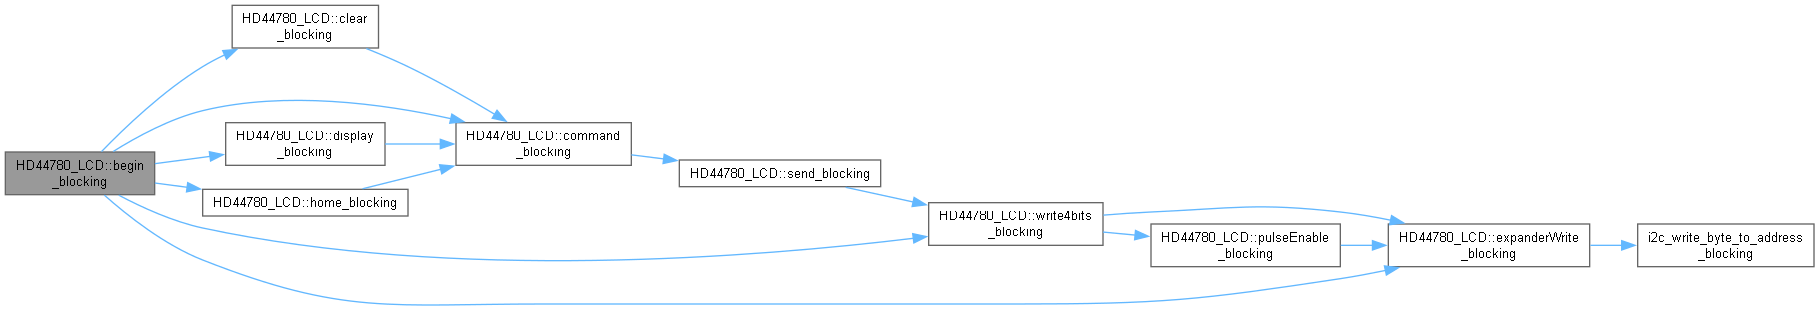 HD44780_LCD::clear
_blocking
HD44780_LCD::display
_blocking
HD44780_LCD::command
_blocking
HD44780_LCD::begin
_blocking
HD44780_LCD::send_blocking
HD44780_LCD::home_blocking
HD44780_LCD::write4bits
_blocking
HD44780_LCD::pulseEnable
_blocking
HD44780_LCD::expanderWrite
_blocking
i2c_write_byte_to_address
_blocking